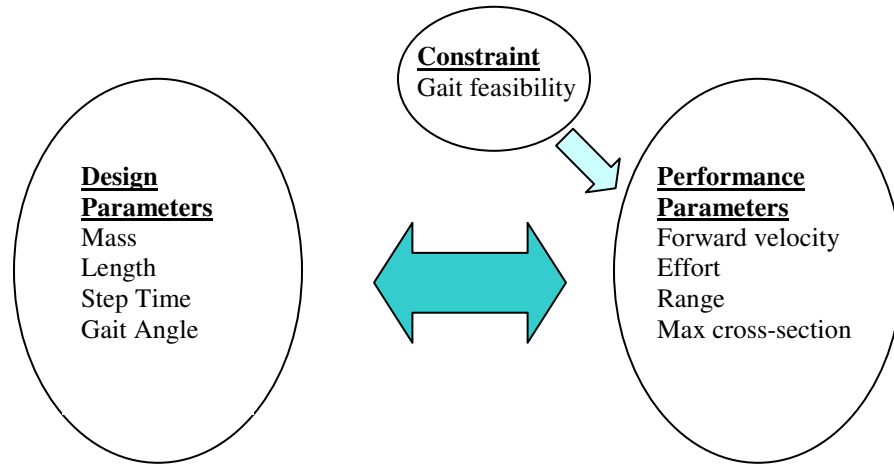 Constraint
Gait feasibility
Design
Parameters
Mass
Length
Step Time
Gait Angle
Performance
Parameters
Forward velocity
Effort
Range
Max cross-section